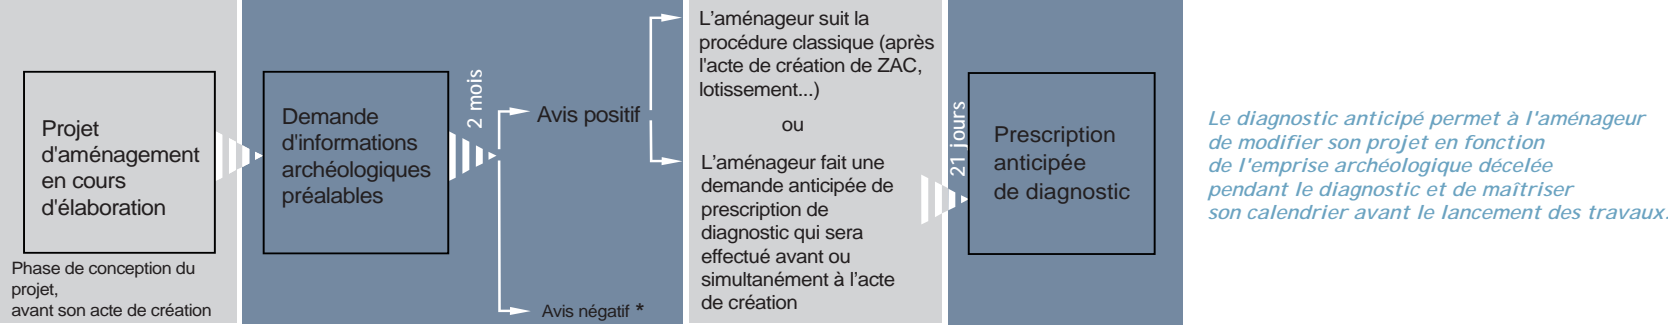 Projet
d'aménagement
en cours
d'élaboration
Phase de conception du
projet,
avant son acte de création
Demande
d'informations
archéologiques
préalables
2 mois
Avis positif
Avis négatif *
L'aménageur suit la
procédure classique (après
l'acte de création de ZAC,
lotissement...)
ou
L'aménageur fait une
demande anticipée de
prescription de
diagnostic qui sera
effectué avant ou
simultanément à l'acte
de création
21 jours
Prescription
anticipée
de diagnostic
Le diagnostic anticipé permet à l'aménageur
de modifier son projet en fonction
de l'emprise archéologique décelée
pendant le diagnostic et de maîtriser
son calendrier avant le lancement des travaux.